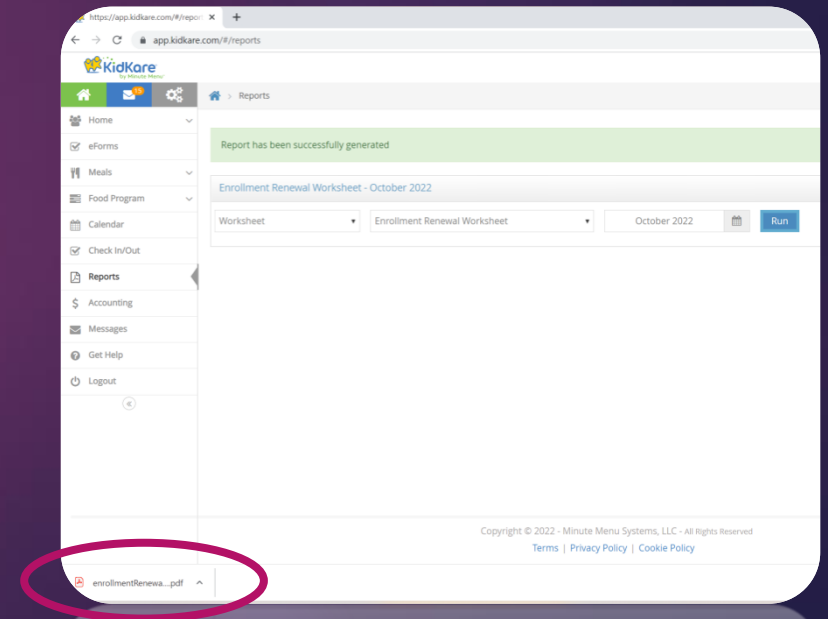 https://app.kidkare.com/#/repor
app.kidkare.com/#/reports
KidKare
by Minute Menu
Reports
Home
eForms
Meals
Food Program
Calendar
Check In/Out
Reports
Accounting
Messages
Get Help
Logout
Report has been successfully generated
Enrollment Renewal Worksheet - October 2022
Worksheet Enrollment Renewal Worksheet October 2022 Run
Copyright © 2022 - Minute Menu Systems, LLC - All Rights Reserved
Terms | Privacy Policy | Cookie Policy
enrollmentRenewa....pdf